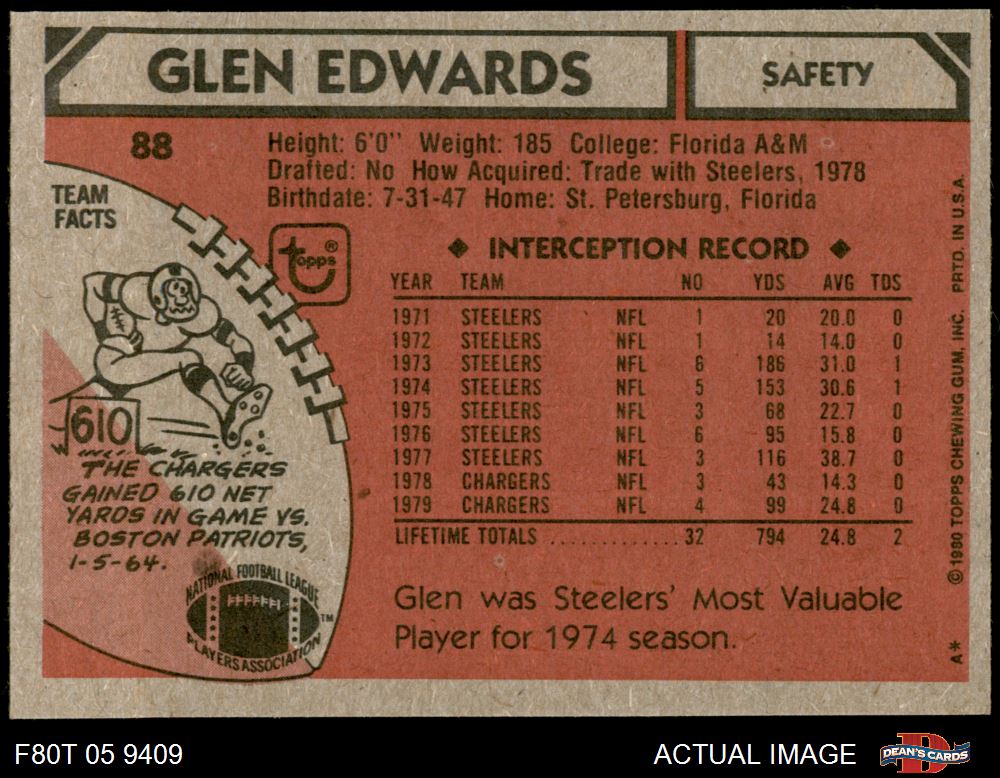 GLEN EDWARDS
SAFETY
88
Height: 6'0" Weight: 185 College: Florida A&M
Drafted: No How Acquired: Trade with Steelers, 1978
Birthdate: 7-31-47 Home: St. Petersburg, Florida
TEAM
FACTS
topps®
610
THE CHARGERS
GAINED 610 NET
YARDS IN GAME VS.
BOSTON PATRIOTS,
1-5-64.
NATIONAL FOOTBALL LEAGUE
PLAYERS ASSOCIATION
TM
◆ INTERCEPTION RECORD ◆
YEAR TEAM NO YDS AVG TDS
1971 STEELERS NFL 1 20 20.0 0
1972 STEELERS NFL 1 14 14.0 0
1973 STEELERS NFL 6 186 31.0 1
1974 STEELERS NFL 5 153 30.6 1
1975 STEELERS NFL 3 68 22.7 0
1976 STEELERS NFL 6 95 15.8 0
1977 STEELERS NFL 3 116 38.7 0
1978 CHARGERS NFL 3 43 14.3 0
1979 CHARGERS NFL 4 99 24.8 0
LIFETIME TOTALS .............32 794 24.8 2
Glen was Steelers' Most Valuable
Player for 1974 season.
A* © 1980 TOPPS CHEWING GUM, INC. PRTD. IN U.S.A.
F80T 05 9409
ACTUAL IMAGE
DEAN'S CARDS